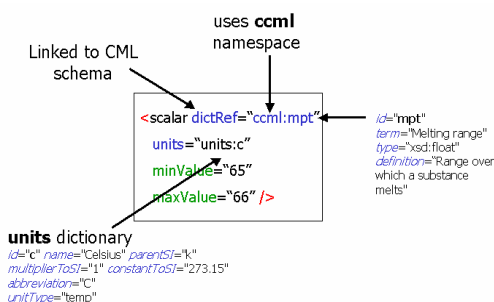 uses ccml
namespace
Linked to CML
schema
<scalar dictRef=“ccml:mpt”
units=“units:c”
minValue=“65”
maxValue=“66” />
id="mpt"
term="Melting range"
type="xsd:float"
definition="Range over
which a substance
melts"
units dictionary
id="c" name="Celsius" parentSI="k"
multiplierToSI="1" constantToSI="273.15"
abbreviation="C"
unitType="temp"